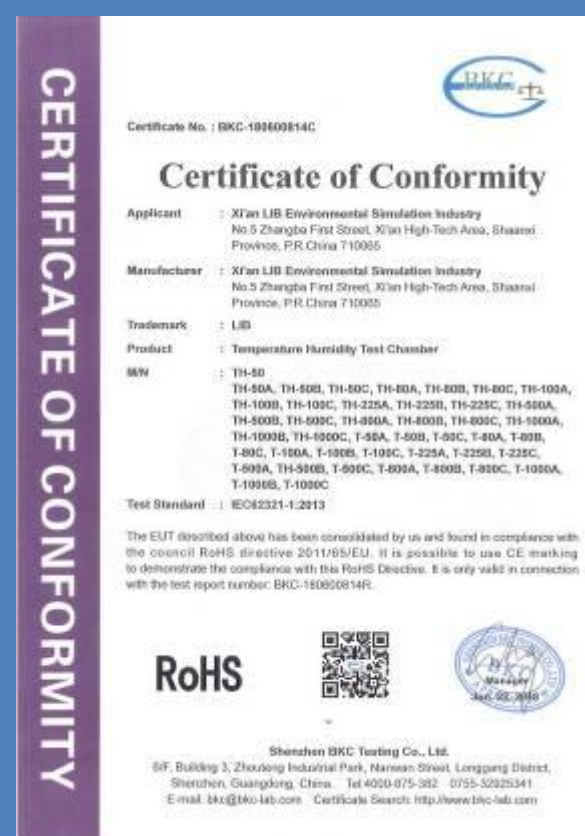 CERTIFICATE OF CONFORMITY
BKC
Certificate No. : BKC-180600814C
Certificate of Conformity
Applicant : Xi'an LIB Environmental Simulation Industry
No.5 Zhangba First Street, Xi'an High-Tech Area, Shaanxi
Province, P.R.China 710065
Manufacturer : Xi'an LIB Environmental Simulation Industry
No.5 Zhangba First Street, Xi'an High-Tech Area, Shaanxi
Province, P.R.China 710065
Trademark : LIB
Product : Temperature Humidity Test Chamber
M/N : TH-50
TH-50A, TH-50B, TH-50C, TH-80A, TH-80B, TH-80C, TH-100A,
TH-100B, TH-100C, TH-225A, TH-225B, TH-225C, TH-500A,
TH-500B, TH-500C, TH-800A, TH-800B, TH-800C, TH-1000A,
TH-1000B, TH-1000C, T-50A, T-50B, T-50C, T-80A, T-80B,
T-80C, T-100A, T-100B, T-100C, T-225A, T-225B, T-225C,
T-500A, TH-500B, T-500C, T-800A, T-800B, T-800C, T-1000A,
T-1000B, T-1000C
Test Standard : IEC62321-1:2013
The EUT described above has been consolidated by us and found in compliance with
the council RoHS directive 2011/65/EU. It is possible to use CE marking
to demonstrate the compliance with this RoHS Directive. It is only valid in connection
with the test report number: BKC-180600814R.
RoHS
Manager
Shenzhen BKC Testing Co., Ltd.
6/F, Building 3, Zhouteng Industrial Park, Nanwan Street, Longgang District,
Shenzhen, Guangdong, China. Tel:4000-875-382 0755-32925341
E-mail: bkc@bkc-lab.com Certificate Search: http://www.bkc-lab.com